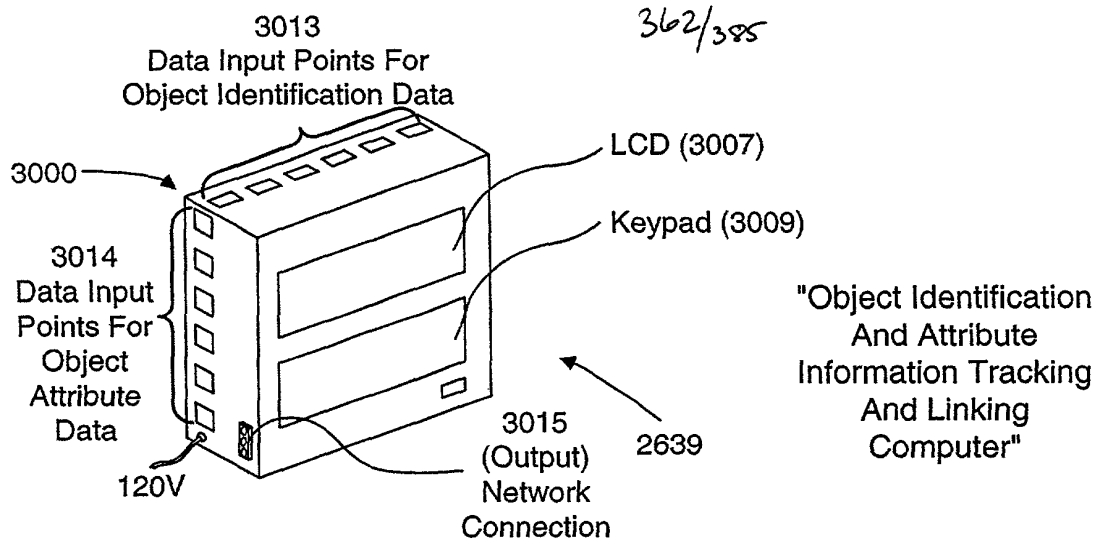 362/385
3013
Data Input Points For
Object Identification Data
LCD (3007)
3000
Keypad (3009)
3014
Data Input
Points For
Object
Attribute
Data
"Object Identification
And Attribute
Information Tracking
And Linking
Computer"
3015
(Output)
Network
Connection
2639
120V